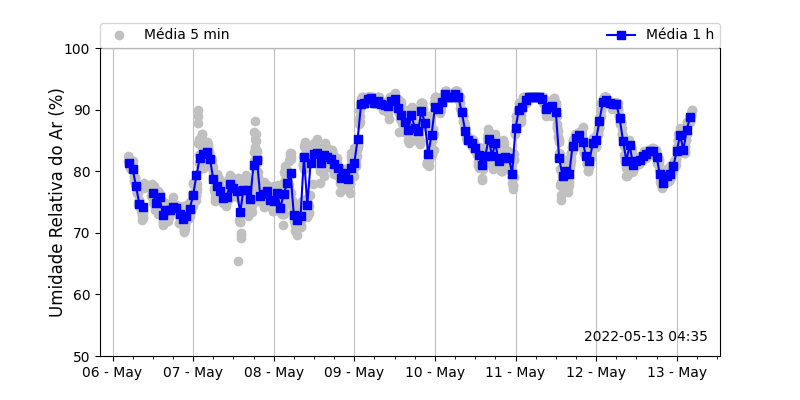 Média 5 min
Média 1 h
Umidade Relativa do Ar (%)
100
90
80
70
60
50
2022-05-13 04:35
06 - May
07 - May
08 - May
09 - May
10 - May
11 - May
12 - May
13 - May